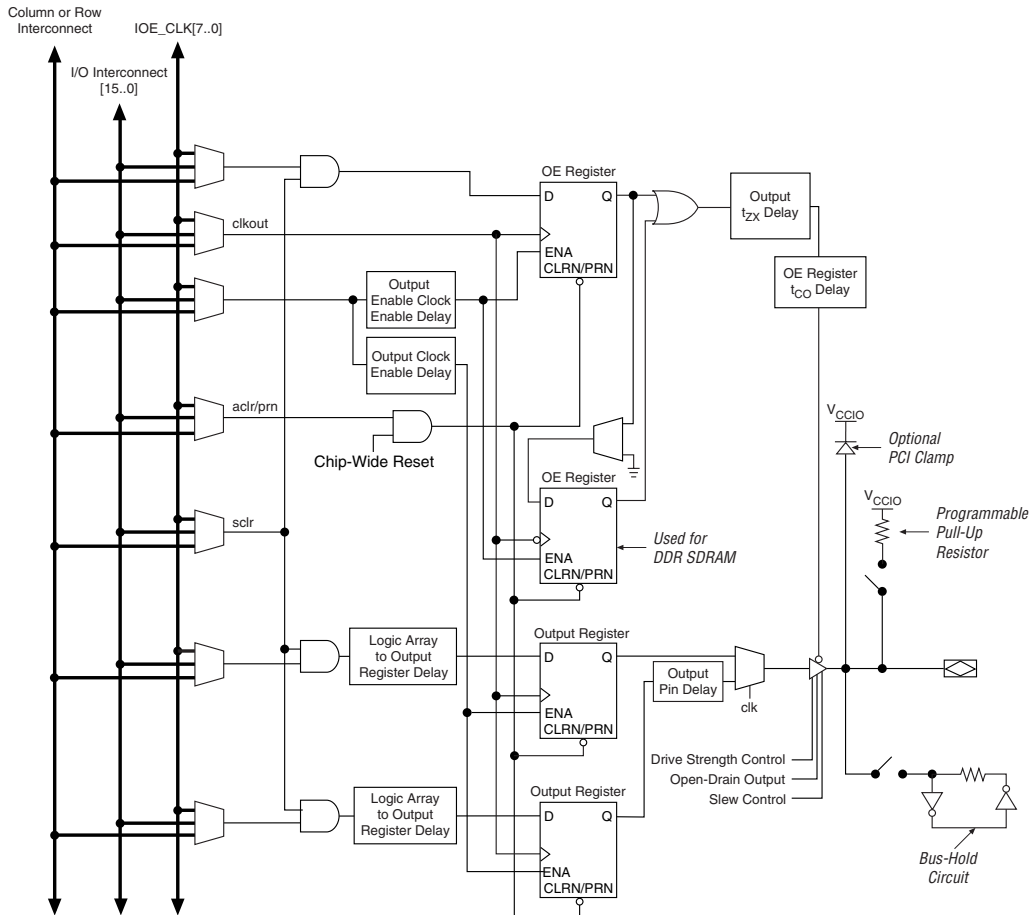 Column or Row
Interconnect
IOE_CLK[7..0]
I/O Interconnect
[15..0]
OE Register
D
Q
ENA
CLRN/PRN
Output
tZX Delay
clkout
OE Register
tCO Delay
Output
Enable Clock
Enable Delay
Output Clock
Enable Delay
aclr/prn
Chip-Wide Reset
VCCIO
Optional
PCI Clamp
OE Register
D
Q
ENA
CLRN/PRN
Used for
DDR SDRAM
VCCIO
Programmable
Pull-Up
Resistor
sclr
Logic Array
to Output
Register Delay
Output Register
D
Q
ENA
CLRN/PRN
Output
Pin Delay
clk
Drive Strength Control
Open-Drain Output
Slew Control
Logic Array
to Output
Register Delay
Output Register
D
Q
ENA
CLRN/PRN
Bus-Hold
Circuit